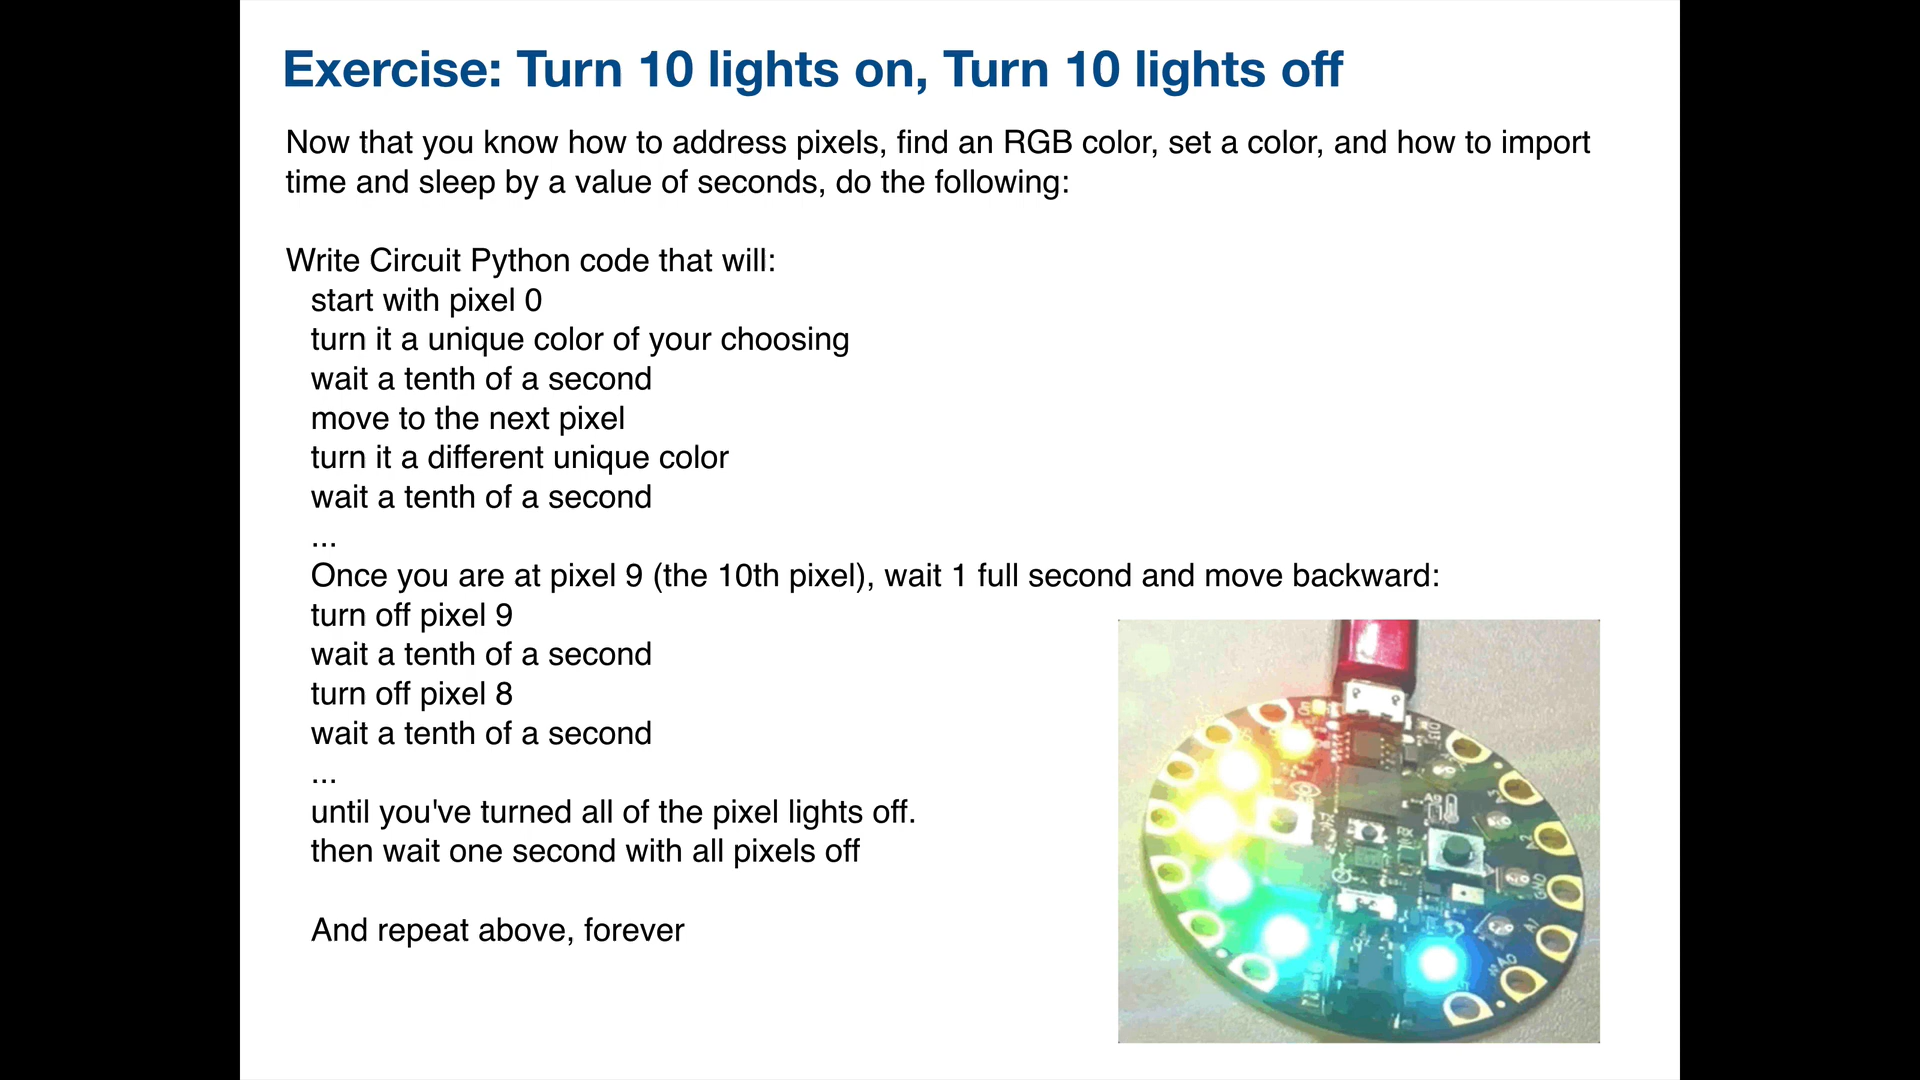 Exercise: Turn 10 lights on, Turn 10 lights off
Now that you know how to address pixels, find an RGB color, set a color, and how to import
time and sleep by a value of seconds, do the following:
Write Circuit Python code that will:
start with pixel 0
turn it a unique color of your choosing
wait a tenth of a second
move to the next pixel
turn it a different unique color
wait a tenth of a second
...
Once you are at pixel 9 (the 10th pixel), wait 1 full second and move backward:
turn off pixel 9
wait a tenth of a second
turn off pixel 8
wait a tenth of a second
...
until you've turned all of the pixel lights off.
then wait one second with all pixels off
And repeat above, forever
On
D13
RX
GND
A1
A0